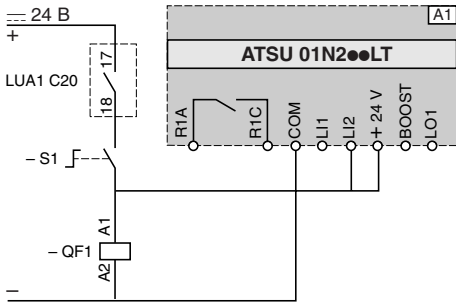 24 B
+
A1
ATSU 01N2●●LT
17
LUA1 C20
18
R1A
R1C
COM
LI1
LI2
+ 24 V
BOOST
LO1
– S1
A1
– QF1
A2
–